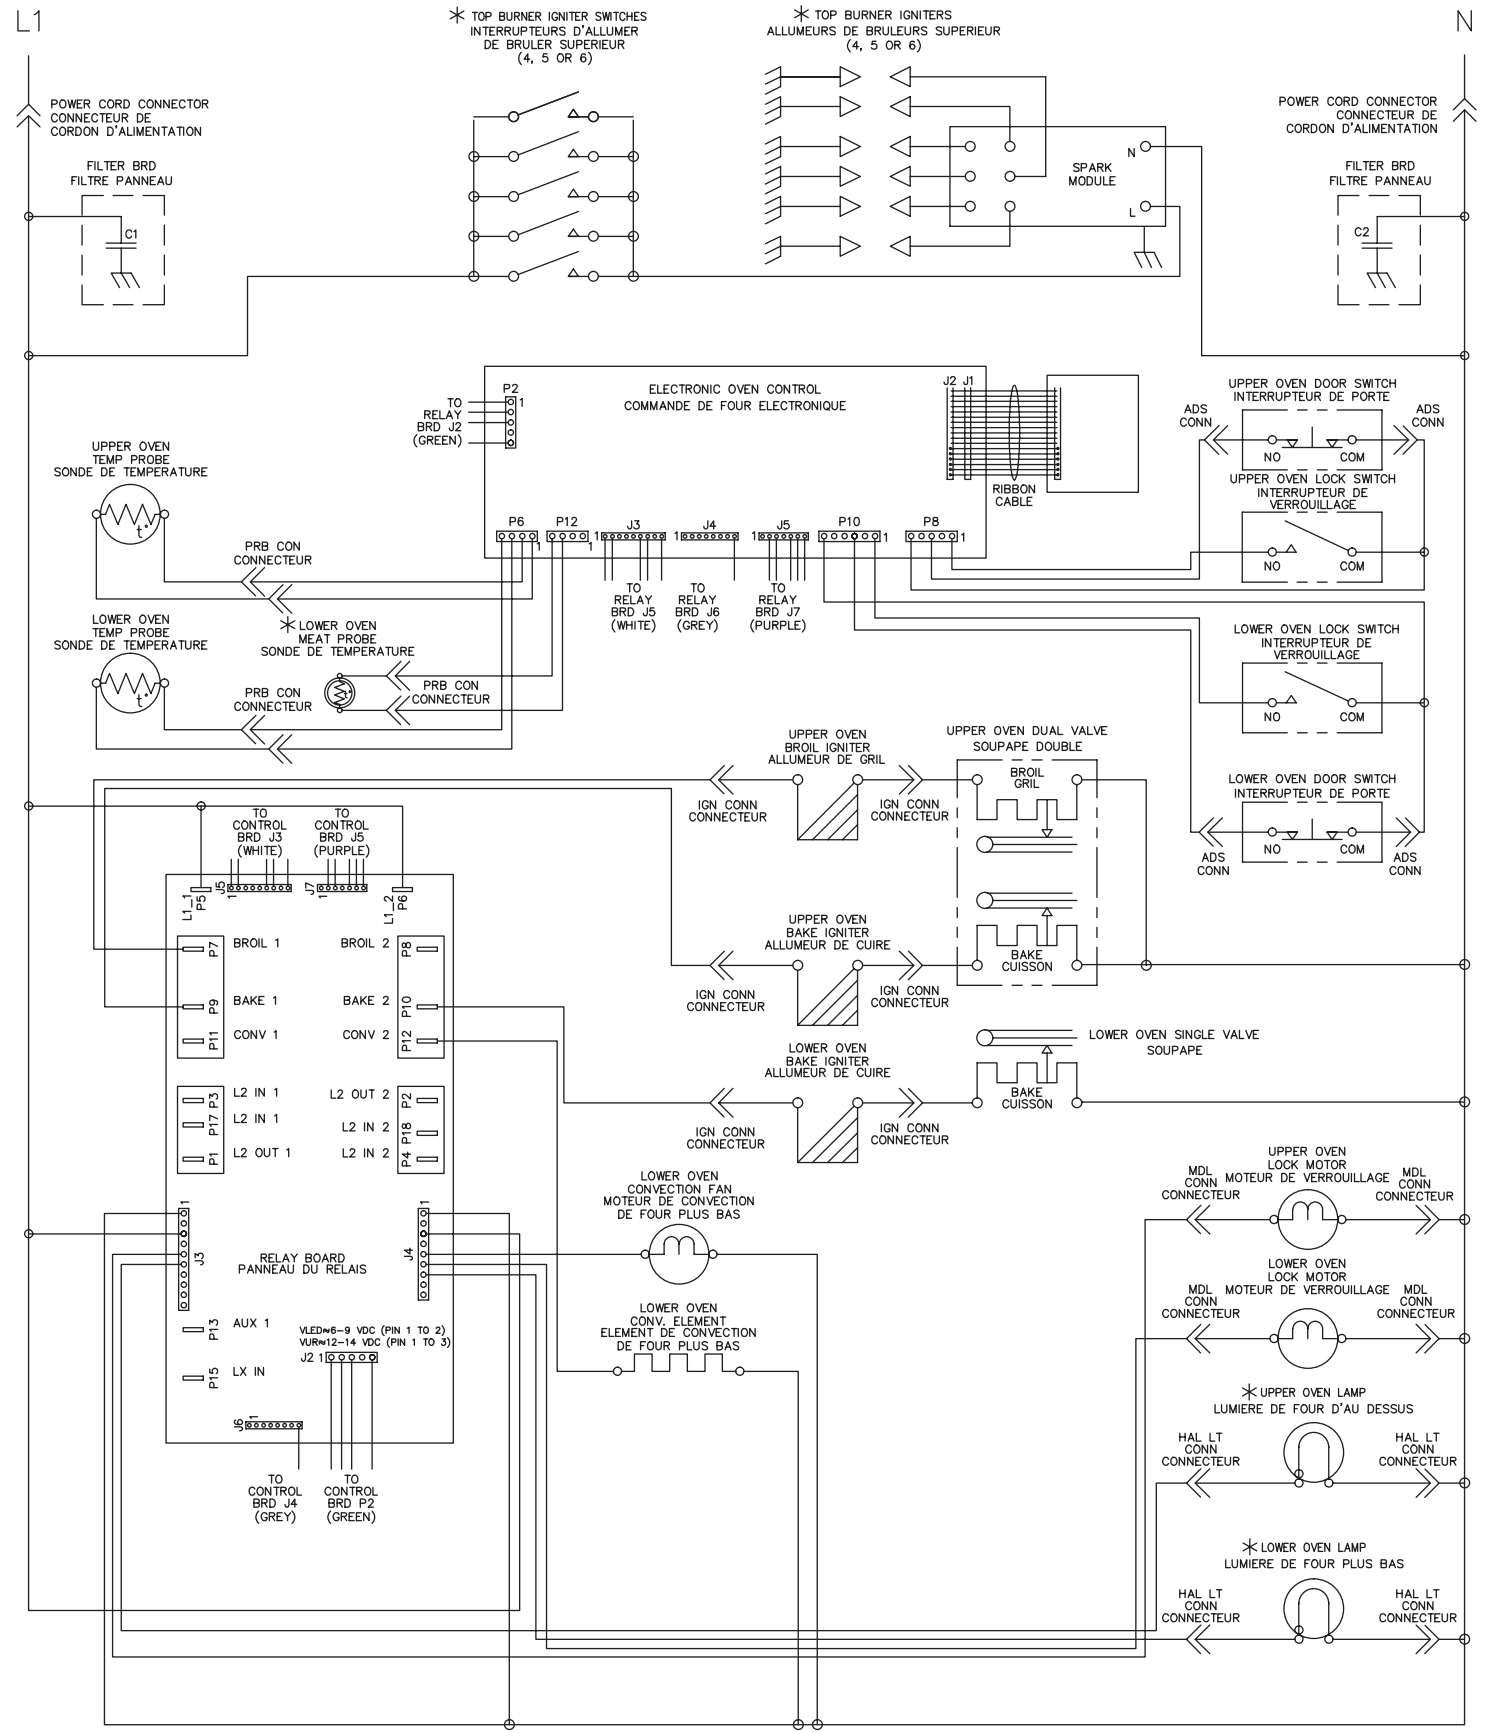 L1
N
TOP BURNER IGNITER SWITCHES
INTERRUPTEURS D'ALLUMER
DE BRULER SUPERIEUR
(4, 5 OR 6)
TOP BURNER IGNITERS
ALLUMEURS DE BRULEURS SUPERIEUR
(4, 5 OR 6)
POWER CORD CONNECTOR
CONNECTEUR DE
CORDON D'ALIMENTATION
POWER CORD CONNECTOR
CONNECTEUR DE
CORDON D'ALIMENTATION
FILTER BRD
FILTRE PANNEAU
C1
SPARK
MODULE
N
L
FILTER BRD
FILTRE PANNEAU
C2
ELECTRONIC OVEN CONTROL
COMMANDE DE FOUR ELECTRONIQUE
P2
1
TO
RELAY
BRD J2
(GREEN)
J2 J1
RIBBON
CABLE
P6
1
P12
1
J3
1
J4
1
J5
1
P10
1
P8
1
TO
RELAY
BRD J5
(WHITE)
TO
RELAY
BRD J6
(GREY)
TO
RELAY
BRD J7
(PURPLE)
UPPER OVEN DOOR SWITCH
INTERRUPTEUR DE PORTE
ADS
CONN
ADS
CONN
NO
COM
UPPER OVEN LOCK SWITCH
INTERRUPTEUR DE
VERROUILLAGE
NO
COM
LOWER OVEN LOCK SWITCH
INTERRUPTEUR DE
VERROUILLAGE
NO
COM
LOWER OVEN DOOR SWITCH
INTERRUPTEUR DE PORTE
NO
COM
ADS
CONN
ADS
CONN
UPPER OVEN
TEMP PROBE
SONDE DE TEMPERATURE
t°
PRB CON
CONNECTEUR
LOWER OVEN
TEMP PROBE
SONDE DE TEMPERATURE
t°
PRB CON
CONNECTEUR
LOWER OVEN
MEAT PROBE
SONDE DE TEMPERATURE
PRB CON
CONNECTEUR
UPPER OVEN
BROIL IGNITER
ALLUMEUR DE GRIL
IGN CONN
CONNECTEUR
IGN CONN
CONNECTEUR
UPPER OVEN DUAL VALVE
SOUPAPE DOUBLE
BROIL
GRIL
BAKE
CUISSON
UPPER OVEN
BAKE IGNITER
ALLUMEUR DE CUIRE
IGN CONN
CONNECTEUR
IGN CONN
CONNECTEUR
LOWER OVEN
BAKE IGNITER
ALLUMEUR DE CUIRE
IGN CONN
CONNECTEUR
IGN CONN
CONNECTEUR
LOWER OVEN SINGLE VALVE
SOUPAPE
BAKE
CUISSON
TO
CONTROL
BRD J3
(WHITE)
TO
CONTROL
BRD J5
(PURPLE)
L1_1
P5
J5
1
J7
1
L1_2
P6
P7
BROIL 1
BROIL 2
P8
P9
BAKE 1
BAKE 2
P10
P11
CONV 1
CONV 2
P12
P3
L2 IN 1
L2 OUT 2
P2
P17
L2 IN 1
L2 IN 2
P18
P1
L2 OUT 1
L2 IN 2
P4
1
J3
1
J4
RELAY BOARD
PANNEAU DU RELAIS
P13
AUX 1
P15
LX IN
VLED≈6-9 VDC (PIN 1 TO 2)
VUR≈12-14 VDC (PIN 1 TO 3)
J2 1
J6
1
TO
CONTROL
BRD J4
(GREY)
TO
CONTROL
BRD P2
(GREEN)
LOWER OVEN
CONVECTION FAN
MOTEUR DE CONVECTION
DE FOUR PLUS BAS
LOWER OVEN
CONV. ELEMENT
ELEMENT DE CONVECTION
DE FOUR PLUS BAS
UPPER OVEN
LOCK MOTOR
MOTEUR DE VERROUILLAGE
MDL
CONN
CONNECTEUR
MDL
CONN
CONNECTEUR
LOWER OVEN
LOCK MOTOR
MOTEUR DE VERROUILLAGE
MDL
CONN
CONNECTEUR
MDL
CONN
CONNECTEUR
UPPER OVEN LAMP
LUMIERE DE FOUR D'AU DESSUS
HAL LT
CONN
CONNECTEUR
HAL LT
CONN
CONNECTEUR
LOWER OVEN LAMP
LUMIERE DE FOUR PLUS BAS
HAL LT
CONN
CONNECTEUR
HAL LT
CONN
CONNECTEUR